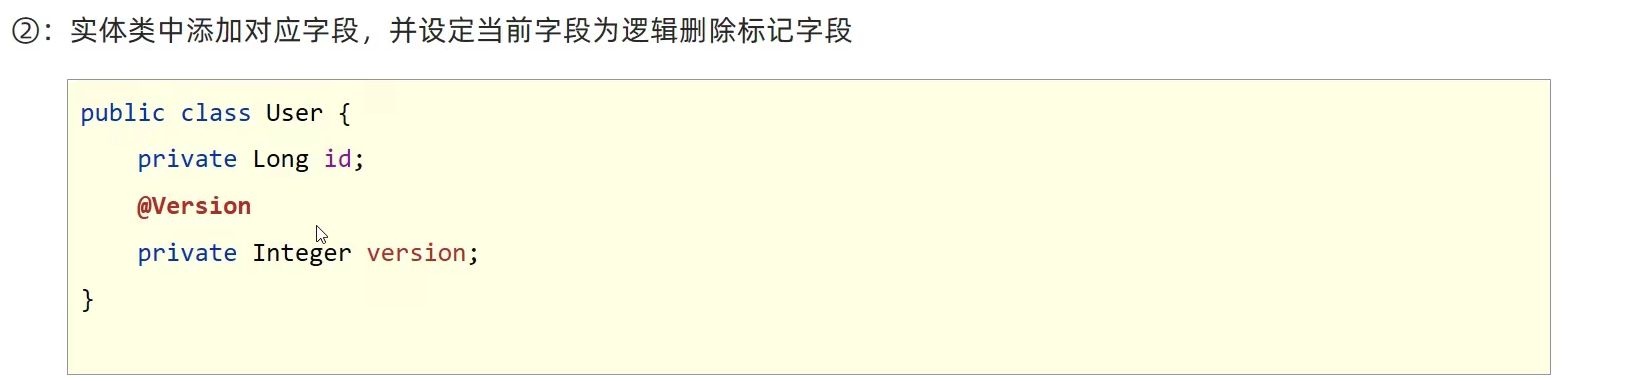 ②：实体类中添加对应字段，并设定当前字段为逻辑删除标记字段
public class User {
    private Long id;
    @Version
    private Integer version;
}